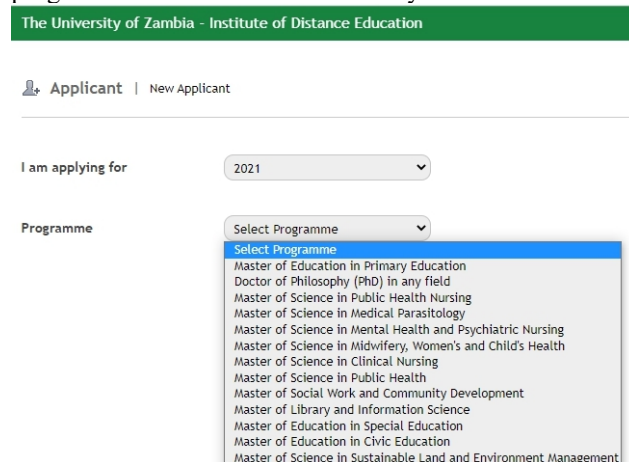 The University of Zambia - Institute of Distance Education
Applicant | New Applicant
I am applying for 2021
Programme Select Programme
Select Programme
Master of Education in Primary Education
Doctor of Philosophy (PhD) in any field
Master of Science in Public Health Nursing
Master of Science in Medical Parasitology
Master of Science in Mental Health and Psychiatric Nursing
Master of Science in Midwifery, Women's and Child's Health
Master of Science in Clinical Nursing
Master of Science in Public Health
Master of Social Work and Community Development
Master of Library and Information Science
Master of Education in Special Education
Master of Education in Civic Education
Master of Science in Sustainable Land and Environment Management